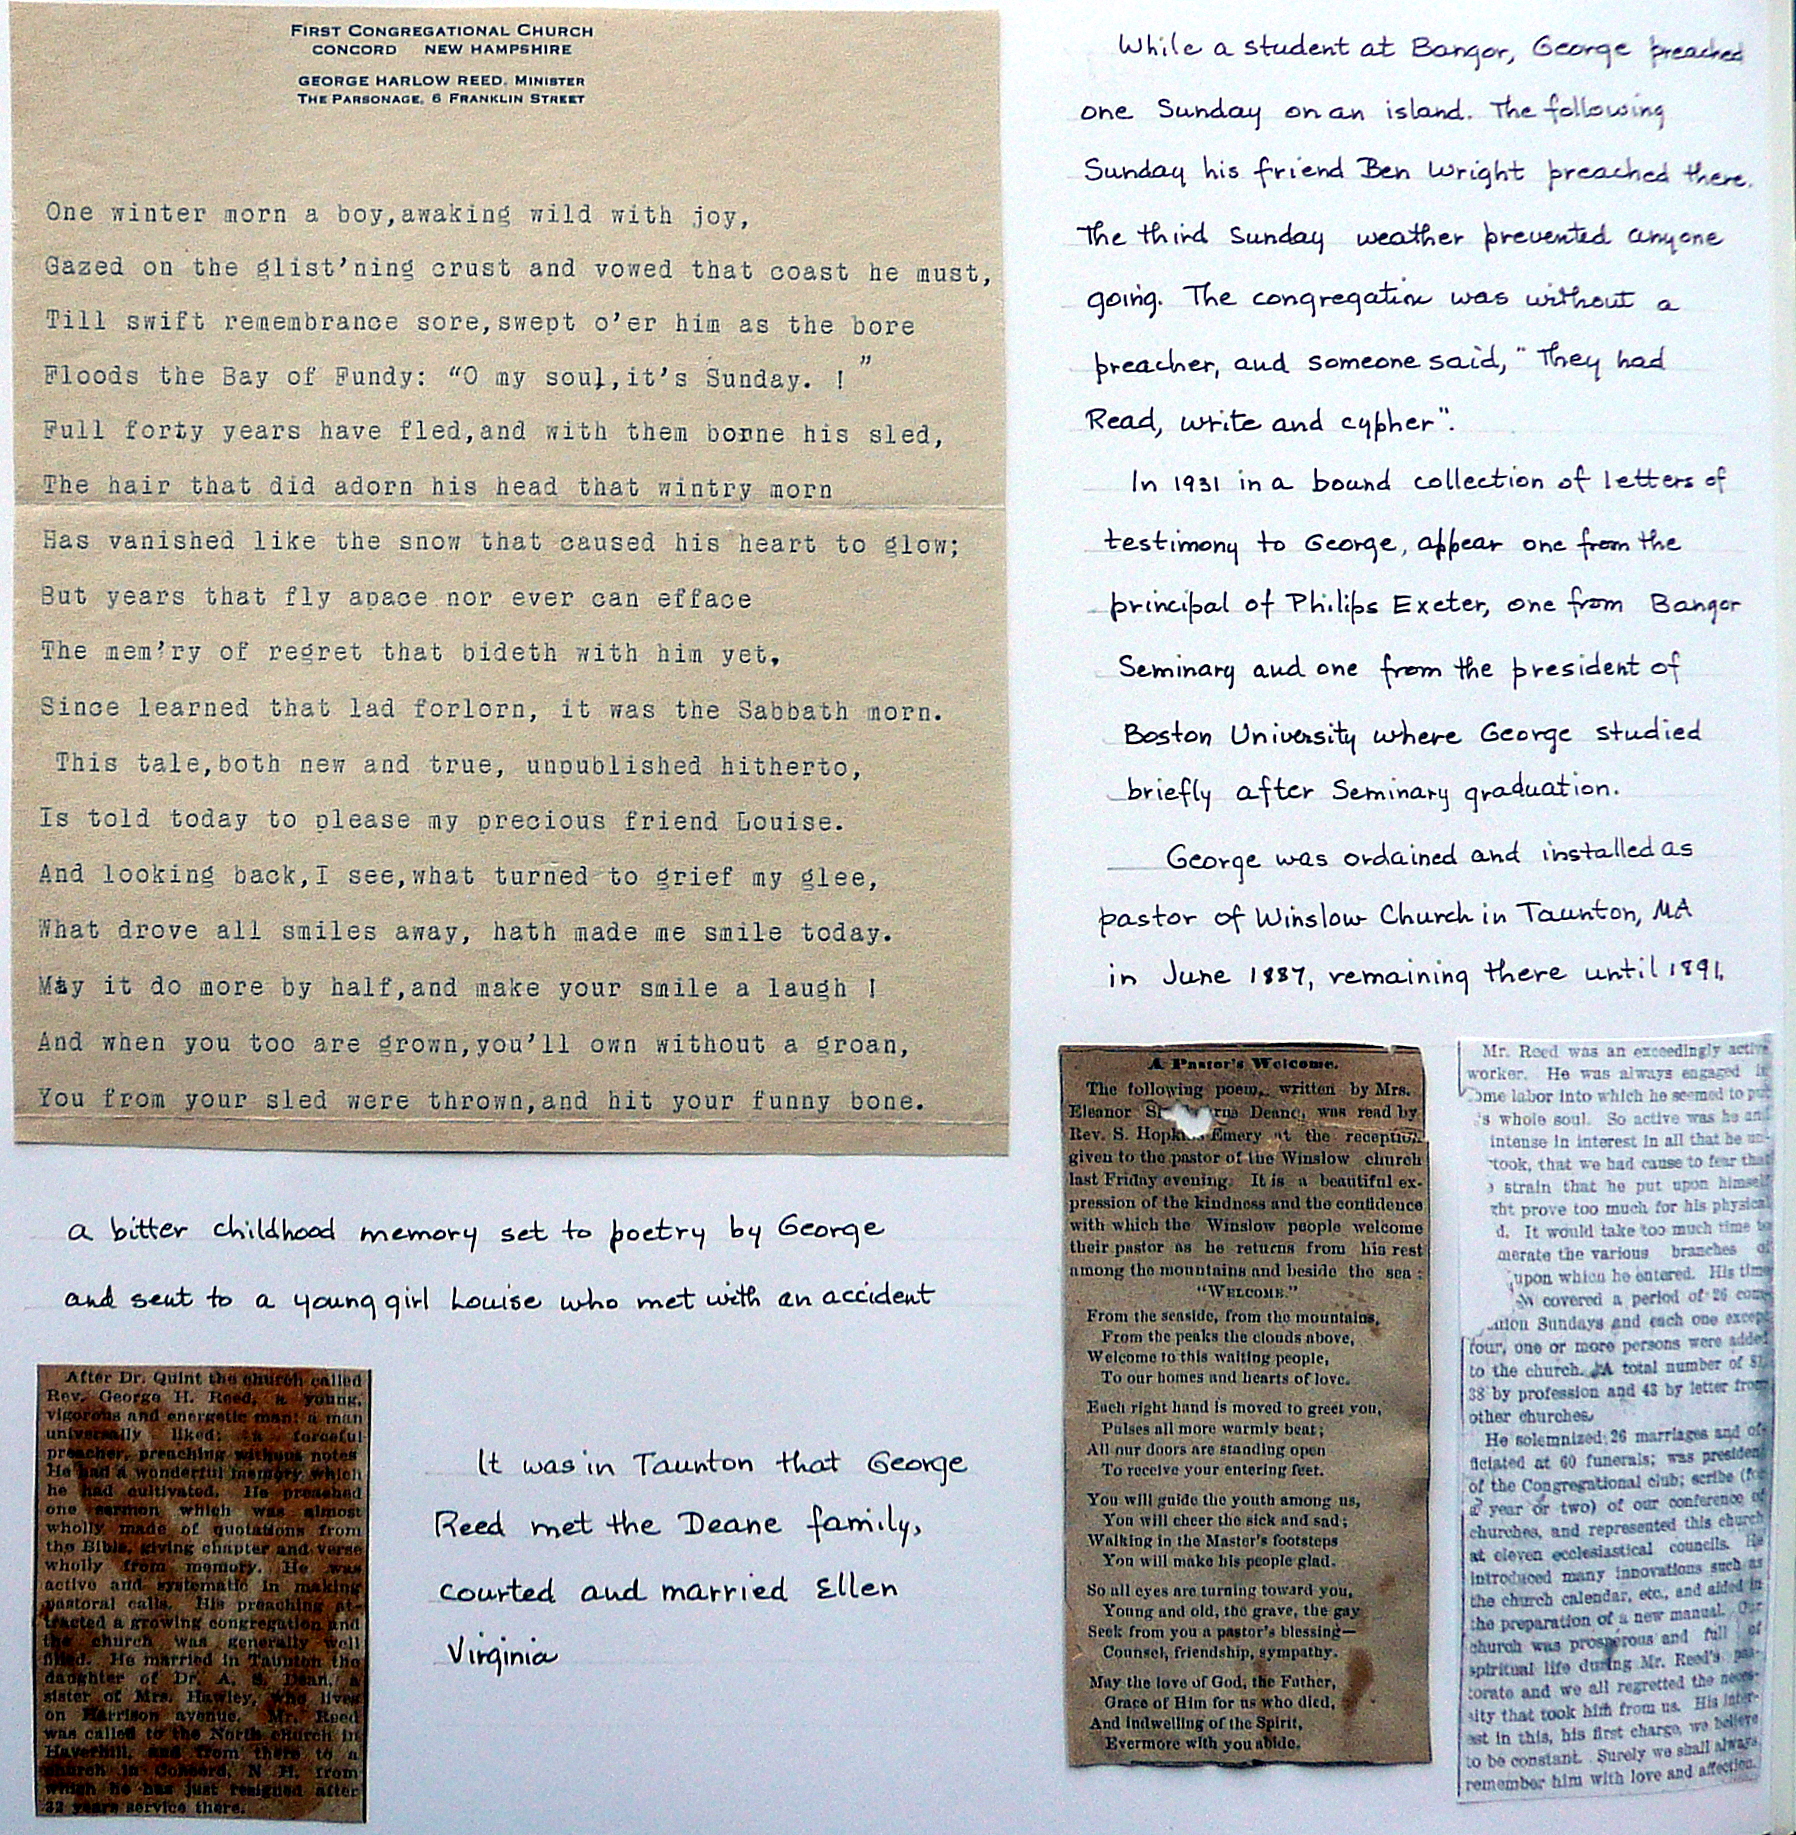 FIRST CONGREGATIONAL CHURCH
CONCORD NEW HAMPSHIRE
GEORGE HARLOW REED, MINISTER
THE PARSONAGE, 6 FRANKLIN STREET
One winter morn a boy,awaking wild with joy,
Gazed on the glist'ning crust and vowed that coast he must,
Till swift remembrance sore,swept o'er him as the bore
Floods the Bay of Fundy: "O my soul,it's Sunday. ! "
Full forty years have fled,and with them borne his sled,
The hair that did adorn his head that wintry morn
Has vanished like the snow that caused his heart to glow;
But years that fly apace nor ever can efface
The mem'ry of regret that bideth with him yet,
Since learned that lad forlorn, it was the Sabbath morn.
This tale,both new and true, unpublished hitherto,
Is told today to please my precious friend Louise.
And looking back,I see,what turned to grief my glee,
What drove all smiles away, hath made me smile today.
May it do more by half,and make your smile a laugh !
And when you too are grown,you'll own without a groan,
You from your sled were thrown,and hit your funny bone.
a bitter childhood memory set to poetry by George
and sent to a young girl Louise who met with an accident
After Dr. Quint the church called
Rev. George H. Reed, a young,
vigorous and energetic man: a man
universally liked; a forceful
preacher, preaching without notes
He had a wonderful memory which
he had cultivated. He preached
one sermon which was almost
wholly made of quotations from
the Bible, giving chapter and verse
wholly from memory. He was
active and systematic in making
pastoral calls. His preaching at-
tracted a growing congregation and
the church was generally well
filled. He married in Taunton the
daughter of Dr. A. S. Dean, a
sister of Mrs. Hawley, who lives
on Harrison avenue. Mr. Reed
was called to the North church in
Haverhill, and from there to a
church in Concord, N H. from
which he has just resigned after
32 years service there.
It was in Taunton that George
Reed met the Deane family,
courted and married Ellen
Virginia
While a student at Bangor, George preached
one Sunday on an island. The following
Sunday his friend Ben Wright preached there.
The third Sunday weather prevented anyone
going. The congregation was without a
preacher, and someone said, "They had
Read, write and cypher".
In 1931 in a bound collection of letters of
testimony to George, appear one from the
principal of Philips Exeter, one from Bangor
Seminary and one from the president of
Boston University where George studied
briefly after Seminary graduation.
George was ordained and installed as
pastor of Winslow Church in Taunton, MA
in June 1887, remaining there until 1891.
A Pastor's Welcome.
The following poem, written by Mrs.
Eleanor Deane, was read by
Rev. S. Hopkins Emery at the reception
given to the pastor of the Winslow church
last Friday evening. It is a beautiful ex-
pression of the kindness and the confidence
with which the Winslow people welcome
their pastor as he returns from his rest
among the mountains and beside the sea:
"WELCOME."
From the seaside, from the mountains,
From the peaks the clouds above,
Welcome to this waiting people,
To our homes and hearts of love.
Each right hand is moved to greet you,
Pulses all more warmly beat;
All our doors are standing open
To receive your entering feet.
You will guide the youth among us,
You will cheer the sick and sad;
Walking in the Master's footsteps
You will make his people glad.
So all eyes are turning toward you,
Young and old, the grave, the gay
Seek from you a pastor's blessing—
Counsel, friendship, sympathy.
May the love of God, the Father,
Grace of Him for us who died,
And indwelling of the Spirit,
Evermore with you abide.
Mr. Reed was an exceedingly active
worker. He was always engaged in
some labor into which he seemed to put
's whole soul. So active was he and
intense in interest in all that he un-
took, that we had cause to fear that
strain that he put upon himself
ght prove too much for his physical
d. It would take too much time to
merate the various branches of
upon which he entered. His time
covered a period of 26 com-
union Sundays and each one except
four, one or more persons were added
to the church. A total number of 81,
38 by profession and 43 by letter from
other churches.
He solemnized 26 marriages and of-
ficiated at 60 funerals; was president
of the Congregational club; scribe (for
a year or two) of our conference of
churches, and represented this church
at eleven ecclesiastical councils. He
introduced many innovations such as
the church calendar, etc., and aided in
the preparation of a new manual. Our
church was prosperous and full of
spiritual life during Mr. Reed's pas-
torate and we all regretted the neces-
sity that took him from us. His inter-
est in this, his first charge, we believe
to be constant. Surely we shall always
remember him with love and affection.